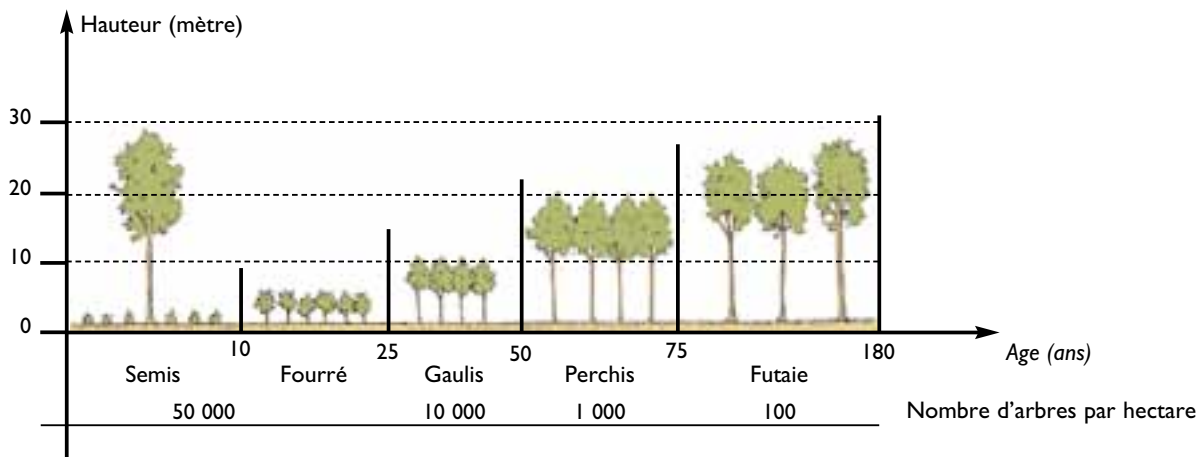 Hauteur (mètre)
30
20
10
0
10 25 50 75 180 Age (ans)
Semis Fourré Gaulis Perchis Futaie
50 000 10 000 1 000 100 Nombre d’arbres par hectare